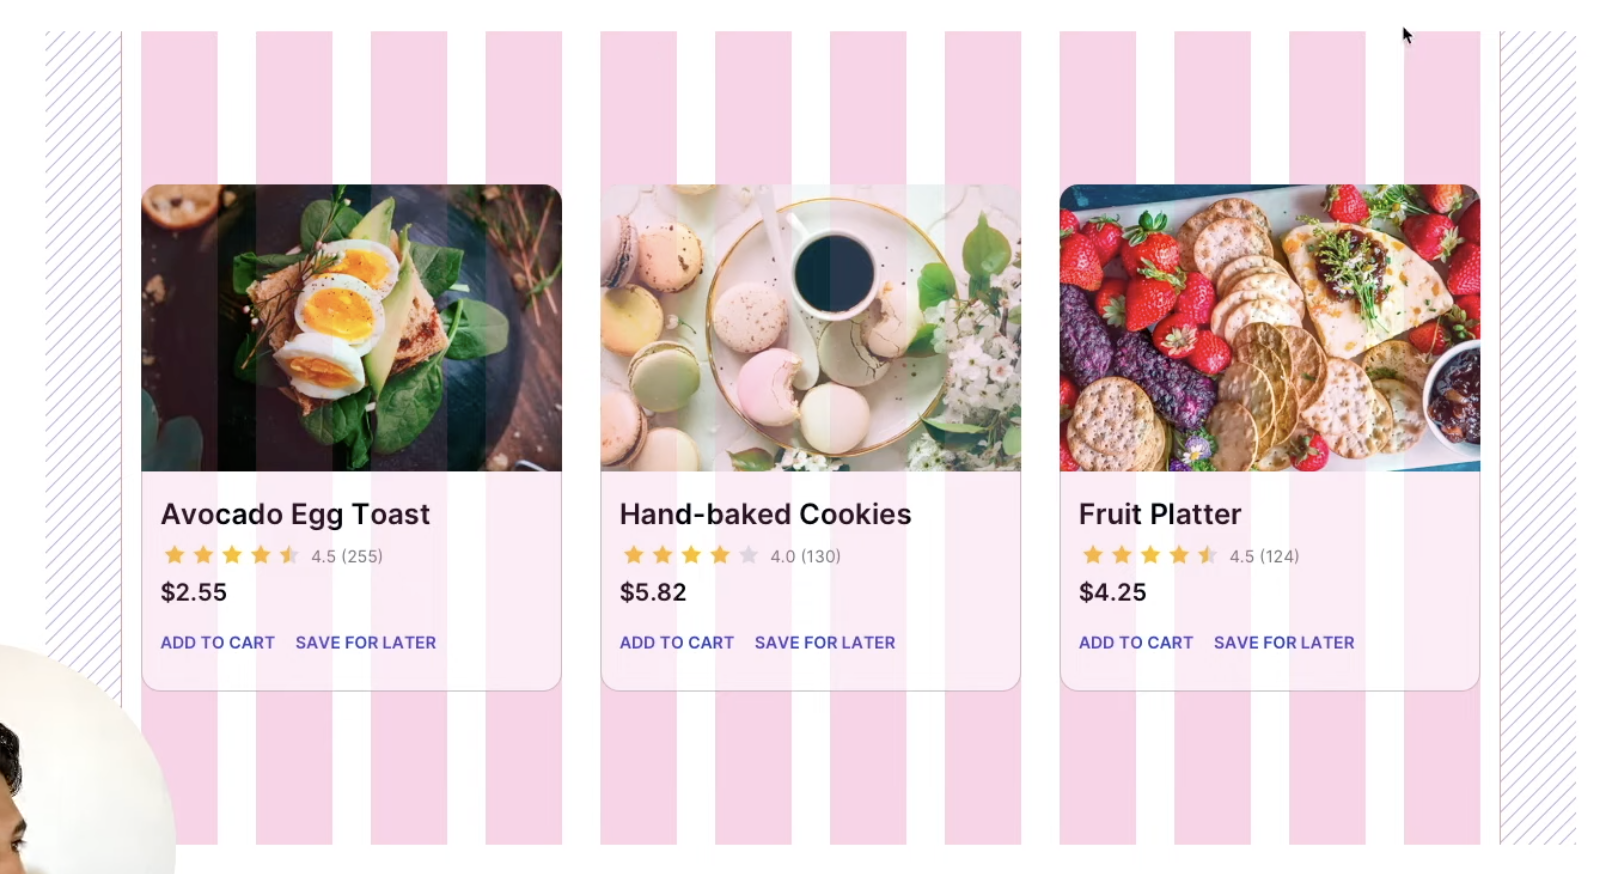 Avocado Egg Toast
4.5 (255)
$2.55
ADD TO CART SAVE FOR LATER
Hand-baked Cookies
4.0 (130)
$5.82
ADD TO CART SAVE FOR LATER
Fruit Platter
4.5 (124)
$4.25
ADD TO CART SAVE FOR LATER